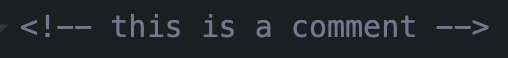 <!-- this is a comment -->